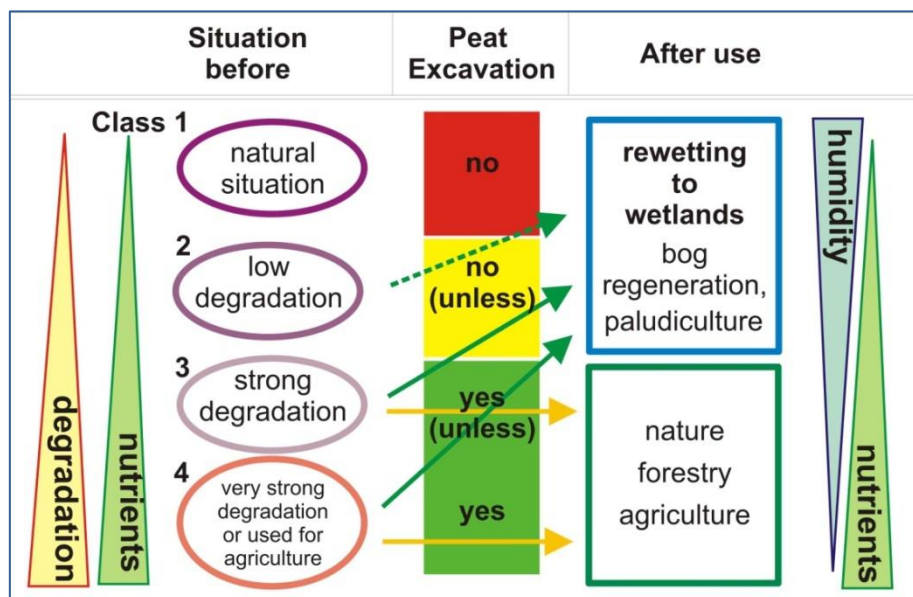 Situation
before
Peat
Excavation
After use
degradation
nutrients
Class 1
natural
situation
2
low
degradation
3
strong
degradation
4
very strong
degradation
or used for
agriculture
no
no
(unless)
yes
(unless)
yes
rewetting
to
wetlands
bog
regeneration,
paludiculture
nature
forestry
agriculture
humidity
nutrients